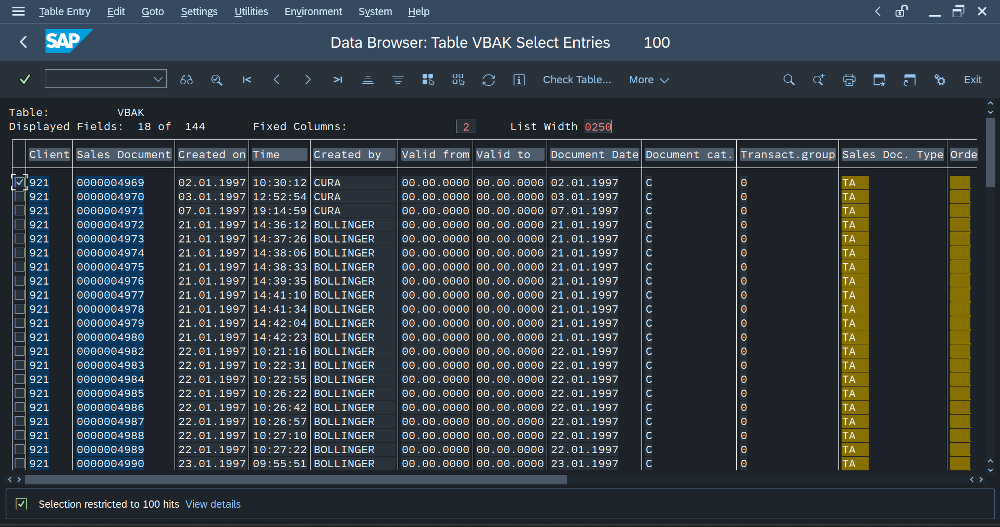 Table Entry Edit Goto Settings Utilities Environment System Help
SAP Data Browser: Table VBAK Select Entries 100
Check Table... More Exit
Table: VBAK
Displayed Fields: 18 of 144 Fixed Columns: 2 List Width 0250
Client Sales Document Created on Time Created by Valid from Valid to Document Date Document cat. Transact.group Sales Doc. Type Orde
921 0000004969 02.01.1997 10:30:12 CURA 00.00.0000 00.00.0000 02.01.1997 C 0 TA
921 0000004970 03.01.1997 12:52:54 CURA 00.00.0000 00.00.0000 03.01.1997 C 0 TA
921 0000004971 07.01.1997 19:14:59 CURA 00.00.0000 00.00.0000 07.01.1997 C 0 TA
921 0000004972 21.01.1997 14:36:12 BOLLINGER 00.00.0000 00.00.0000 21.01.1997 C 0 TA
921 0000004973 21.01.1997 14:37:26 BOLLINGER 00.00.0000 00.00.0000 21.01.1997 C 0 TA
921 0000004974 21.01.1997 14:38:06 BOLLINGER 00.00.0000 00.00.0000 21.01.1997 C 0 TA
921 0000004975 21.01.1997 14:38:33 BOLLINGER 00.00.0000 00.00.0000 21.01.1997 C 0 TA
921 0000004976 21.01.1997 14:39:35 BOLLINGER 00.00.0000 00.00.0000 21.01.1997 C 0 TA
921 0000004977 21.01.1997 14:41:10 BOLLINGER 00.00.0000 00.00.0000 21.01.1997 C 0 TA
921 0000004978 21.01.1997 14:41:34 BOLLINGER 00.00.0000 00.00.0000 21.01.1997 C 0 TA
921 0000004979 21.01.1997 14:42:04 BOLLINGER 00.00.0000 00.00.0000 21.01.1997 C 0 TA
921 0000004980 21.01.1997 14:42:23 BOLLINGER 00.00.0000 00.00.0000 21.01.1997 C 0 TA
921 0000004982 22.01.1997 10:21:16 BOLLINGER 00.00.0000 00.00.0000 22.01.1997 C 0 TA
921 0000004983 22.01.1997 10:22:31 BOLLINGER 00.00.0000 00.00.0000 22.01.1997 C 0 TA
921 0000004984 22.01.1997 10:22:55 BOLLINGER 00.00.0000 00.00.0000 22.01.1997 C 0 TA
921 0000004985 22.01.1997 10:26:22 BOLLINGER 00.00.0000 00.00.0000 22.01.1997 C 0 TA
921 0000004986 22.01.1997 10:26:42 BOLLINGER 00.00.0000 00.00.0000 22.01.1997 C 0 TA
921 0000004987 22.01.1997 10:26:57 BOLLINGER 00.00.0000 00.00.0000 22.01.1997 C 0 TA
921 0000004988 22.01.1997 10:27:10 BOLLINGER 00.00.0000 00.00.0000 22.01.1997 C 0 TA
921 0000004989 22.01.1997 10:27:22 BOLLINGER 00.00.0000 00.00.0000 22.01.1997 C 0 TA
921 0000004990 23.01.1997 09:55:51 BOLLINGER 00.00.0000 00.00.0000 23.01.1997 C 0 TA
Selection restricted to 100 hits View details